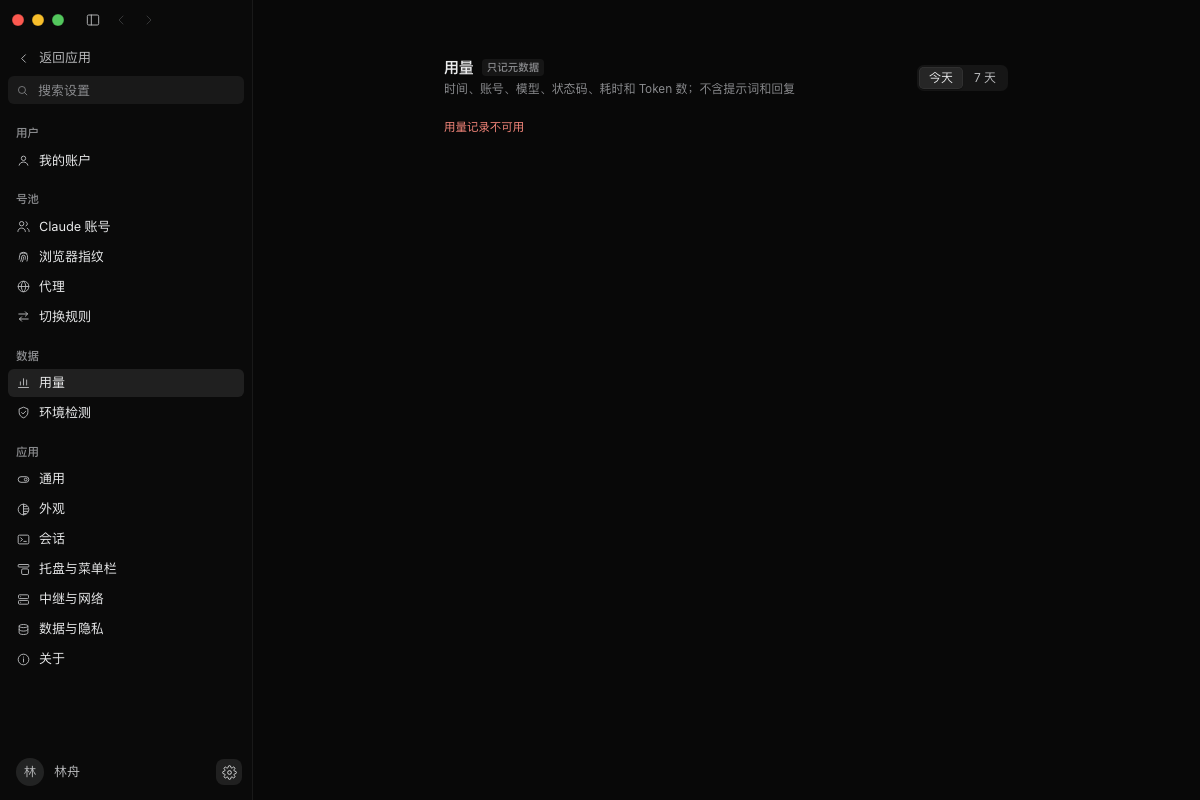 返回应用
搜索设置
用户
我的账户
号池
Claude 账号
浏览器指纹
代理
切换规则
数据
用量
环境检测
应用
通用
外观
会话
托盘与菜单栏
中继与网络
数据与隐私
关于
林 林舟
用量 只记元数据
时间、账号、模型、状态码、耗时和 Token 数；不含提示词和回复
今天 7 天
用量记录不可用